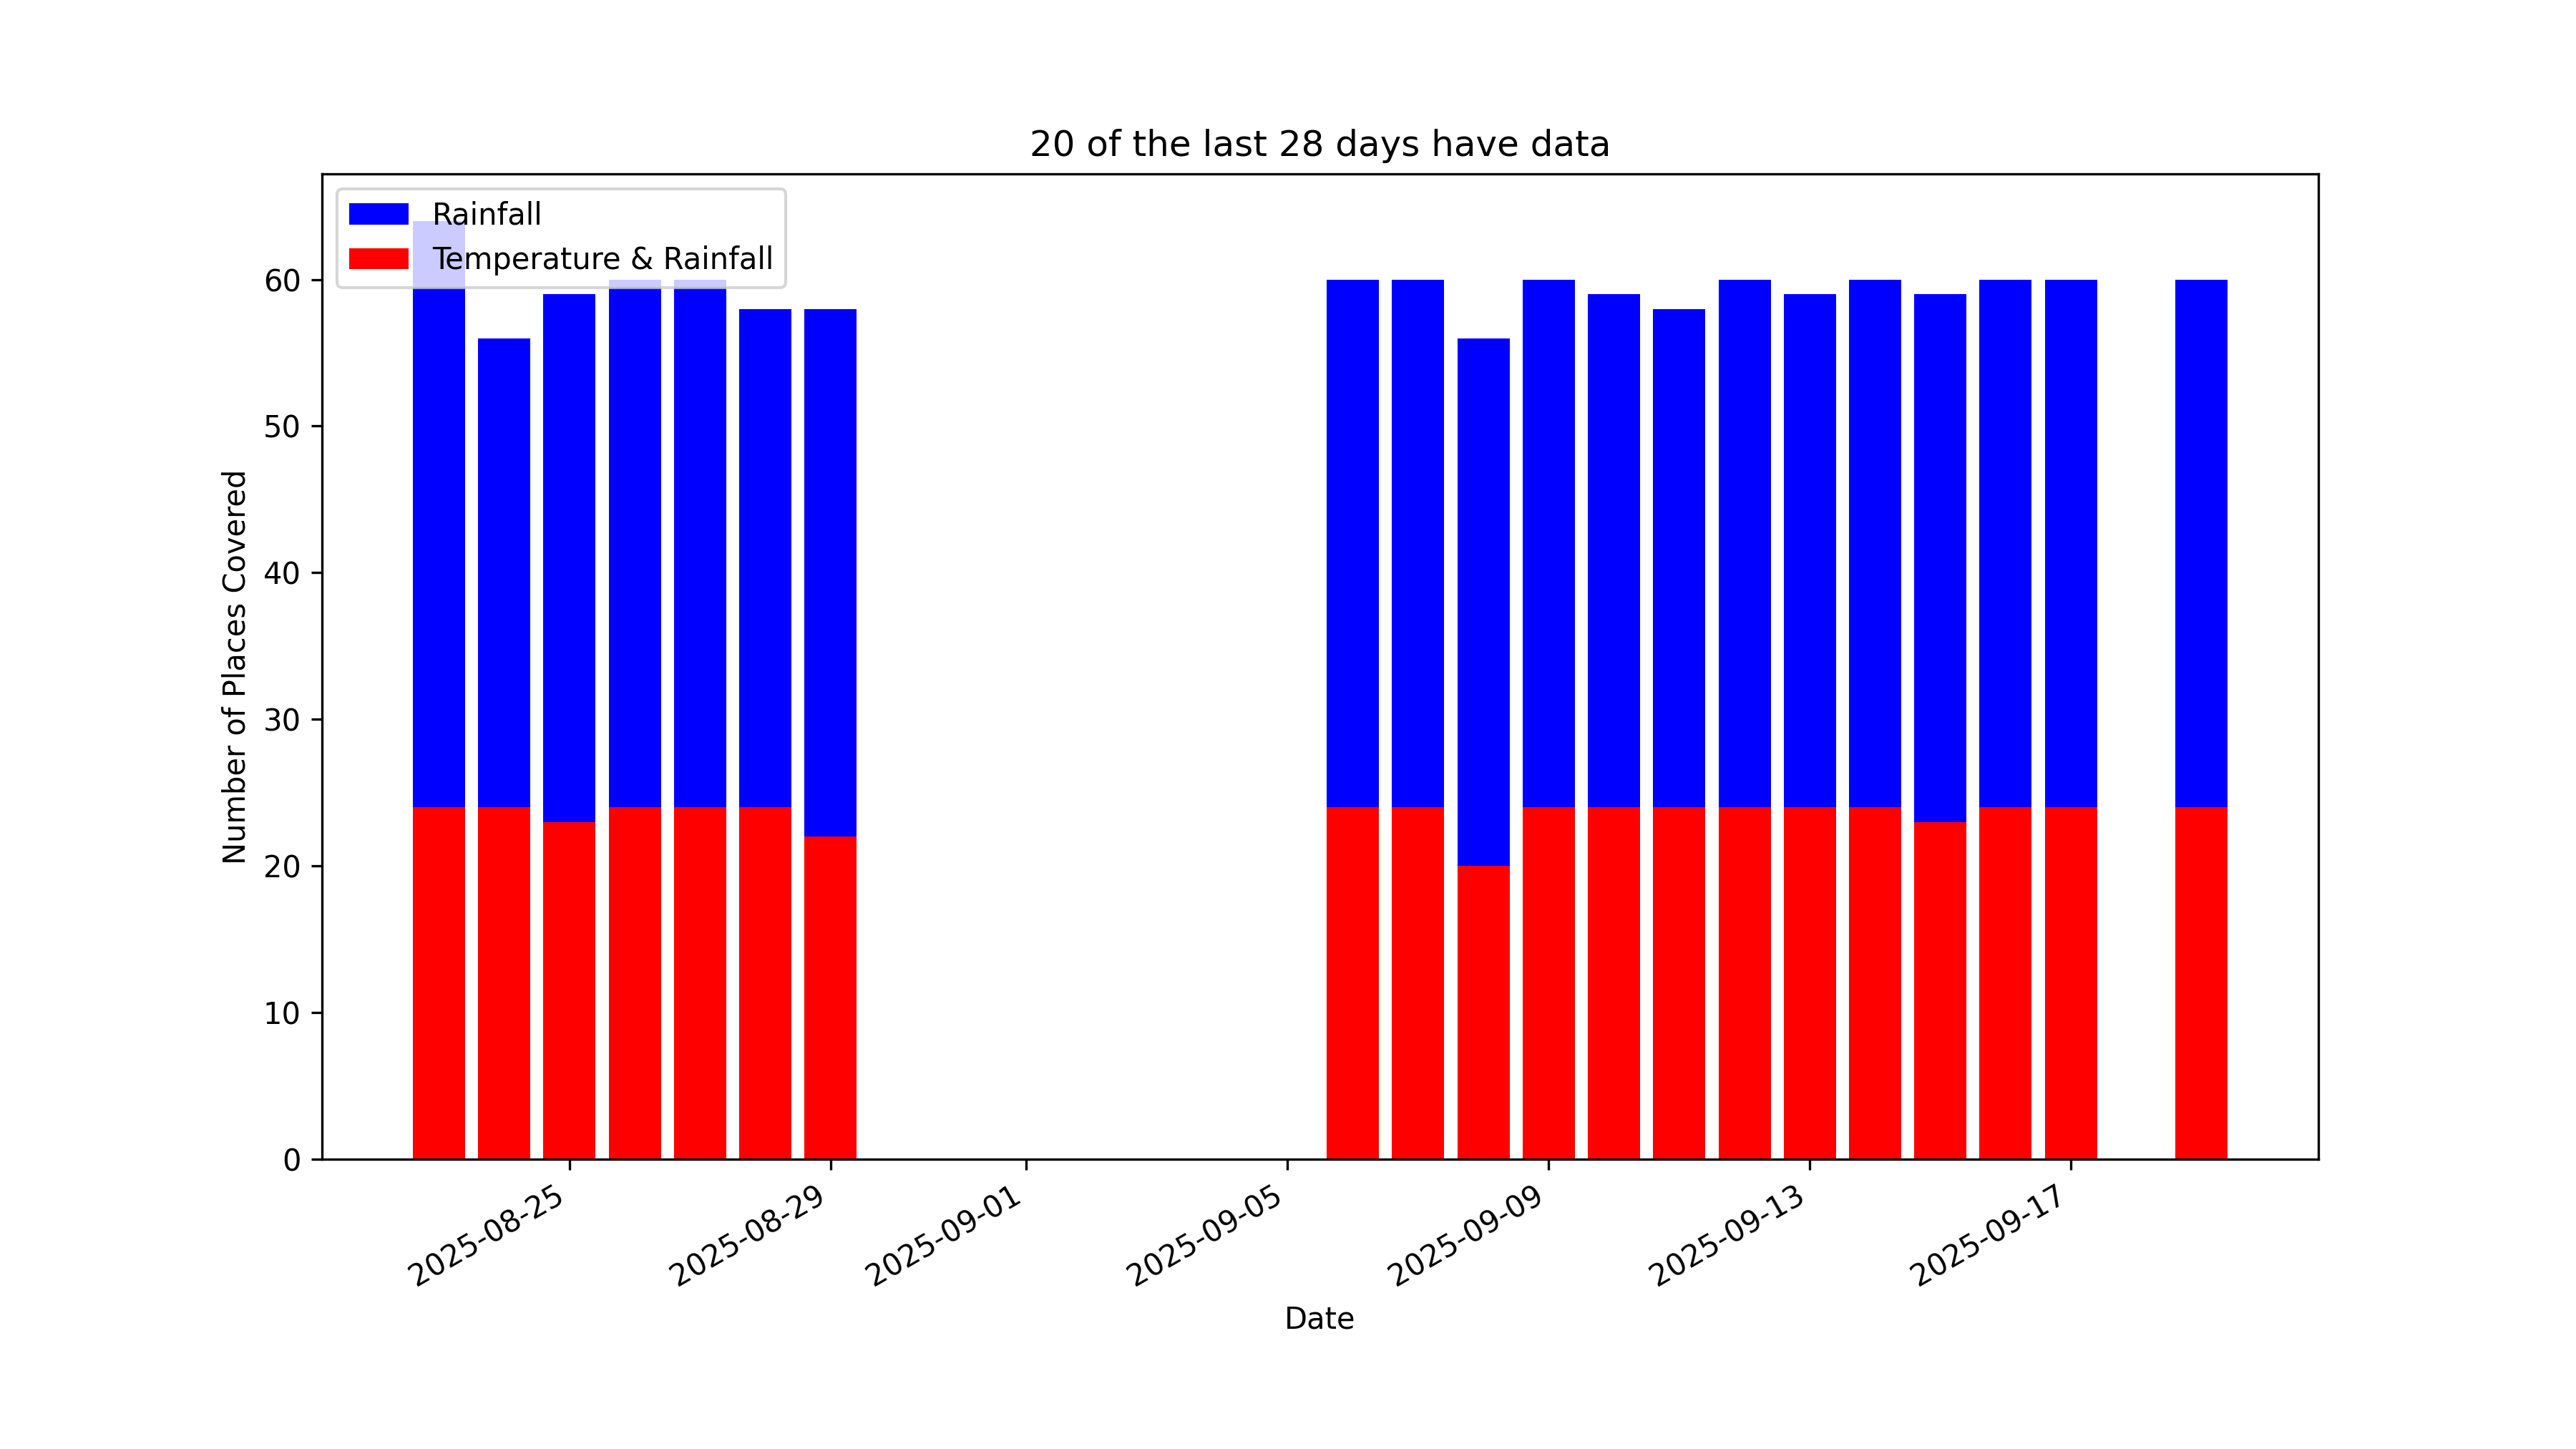 20 of the last 28 days have data
Rainfall
Temperature & Rainfall
Number of Places Covered
60
50
40
30
20
10
0
2025-08-25
2025-08-29
2025-09-01
2025-09-05
2025-09-09
2025-09-13
2025-09-17
Date